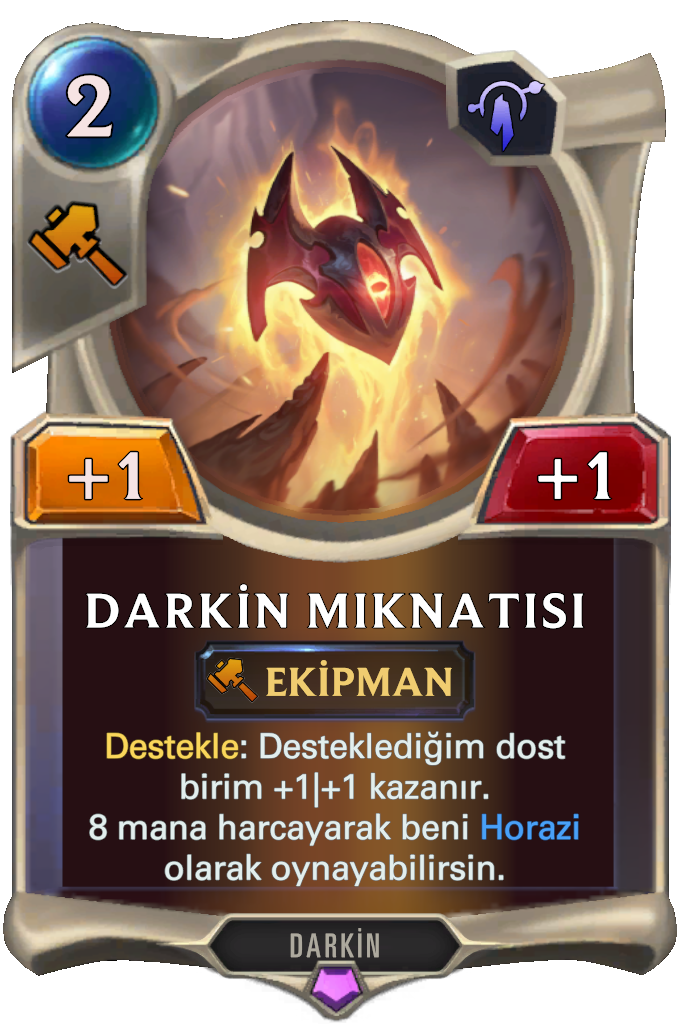 2
+1
+1
DARKİN MIKNATISI
EKİPMAN
Destekle: Desteklediğim dost
birim +1|+1 kazanır.
8 mana harcayarak beni Horazi
olarak oynayabilirsin.
DARKİN